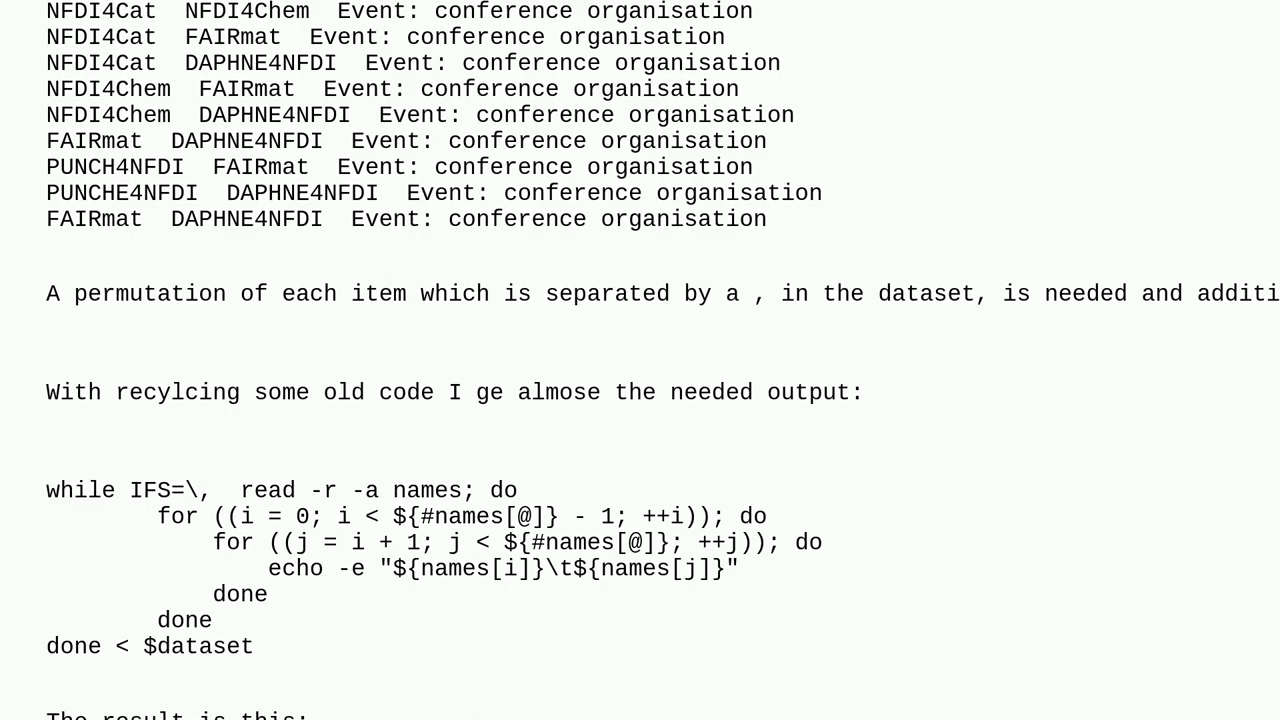 NFDI4Cat  NFDI4Chem  Event: conference organisation
NFDI4Cat  FAIRmat  Event: conference organisation
NFDI4Cat  DAPHNE4NFDI  Event: conference organisation
NFDI4Chem  FAIRmat  Event: conference organisation
NFDI4Chem  DAPHNE4NFDI  Event: conference organisation
FAIRmat  DAPHNE4NFDI  Event: conference organisation
PUNCH4NFDI  FAIRmat  Event: conference organisation
PUNCHE4NFDI  DAPHNE4NFDI  Event: conference organisation
FAIRmat  DAPHNE4NFDI  Event: conference organisation
A permutation of each item which is separated by a , in the dataset, is needed and additi
With recylcing some old code I ge almose the needed output:
while IFS=\,  read -r -a names; do
        for ((i = 0; i < ${#names[@]} - 1; ++i)); do
            for ((j = i + 1; j < ${#names[@]}; ++j)); do
                echo -e "${names[i]}\t${names[j]}"
            done
        done
done < $dataset
The result is this: